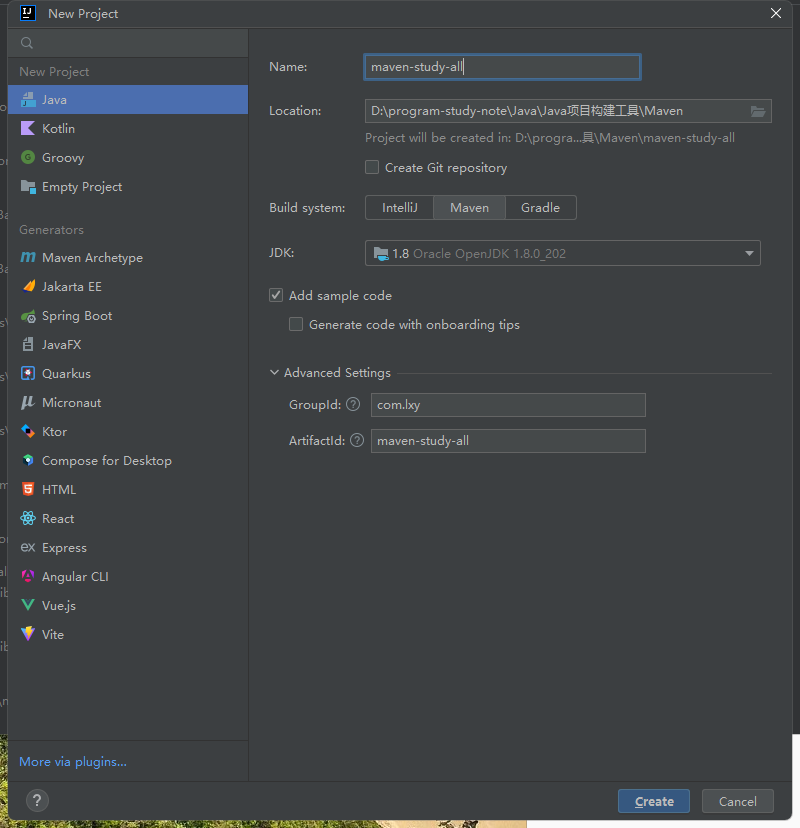 New Project
New Project
Java
Kotlin
Groovy
Empty Project
Generators
Maven Archetype
Jakarta EE
Spring Boot
JavaFX
Quarkus
Micronaut
Ktor
Compose for Desktop
HTML
React
ex Express
Angular CLI
Vue.js
Vite
More via plugins...
Name: maven-study-all
Location: D:\program-study-note\Java\Java项目构建工具\Maven
Project will be created in: D:\progra...具\Maven\maven-study-all
Create Git repository
Build system: IntelliJ Maven Gradle
JDK: 1.8 Oracle OpenJDK 1.8.0_202
Add sample code
Generate code with onboarding tips
Advanced Settings
GroupId: ? com.lxy
ArtifactId: ? maven-study-all
? Create Cancel